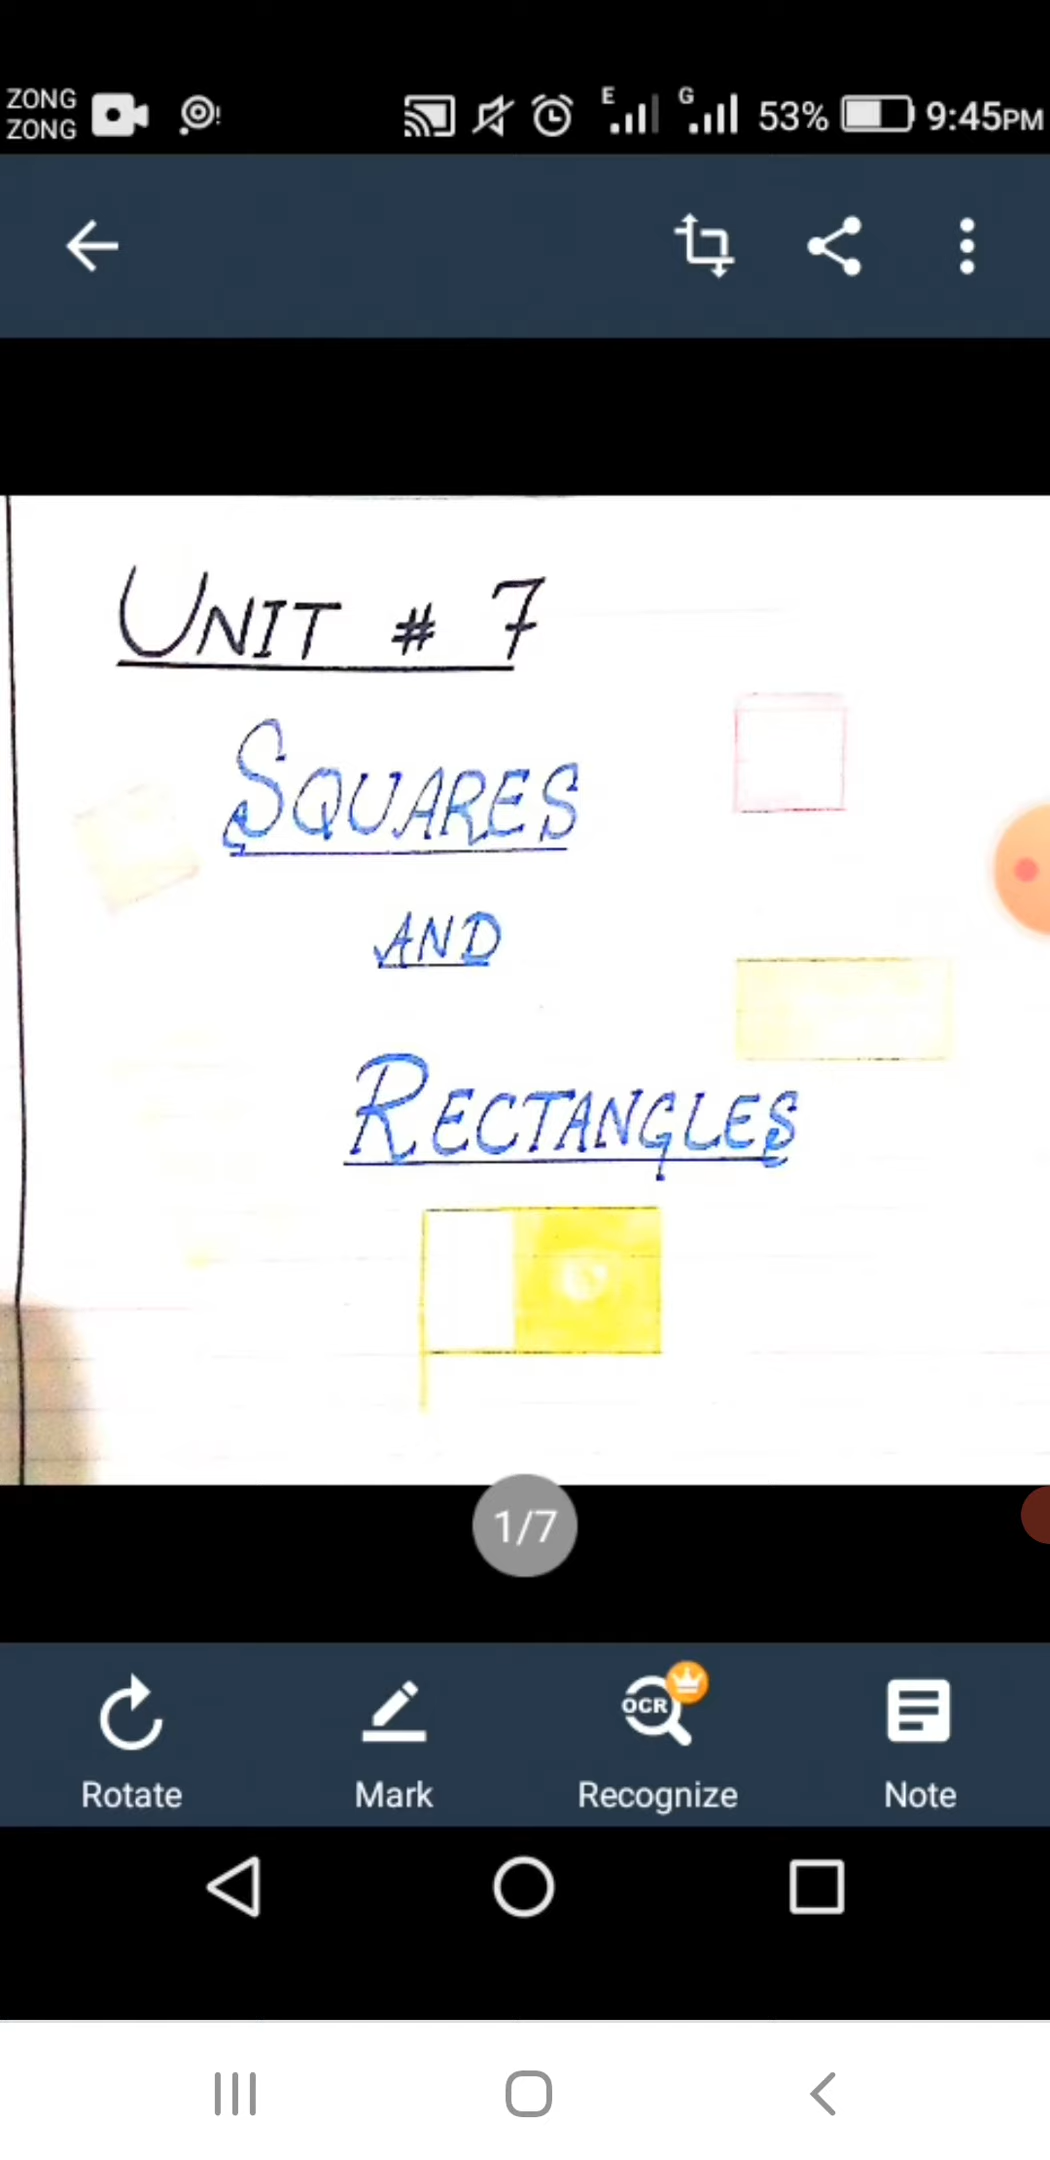 ZONG
ZONG
E G 53% 9:45PM
UNIT # 7
SQUARES
AND
RECTANGLES
1/7
OCR
Rotate Mark Recognize Note